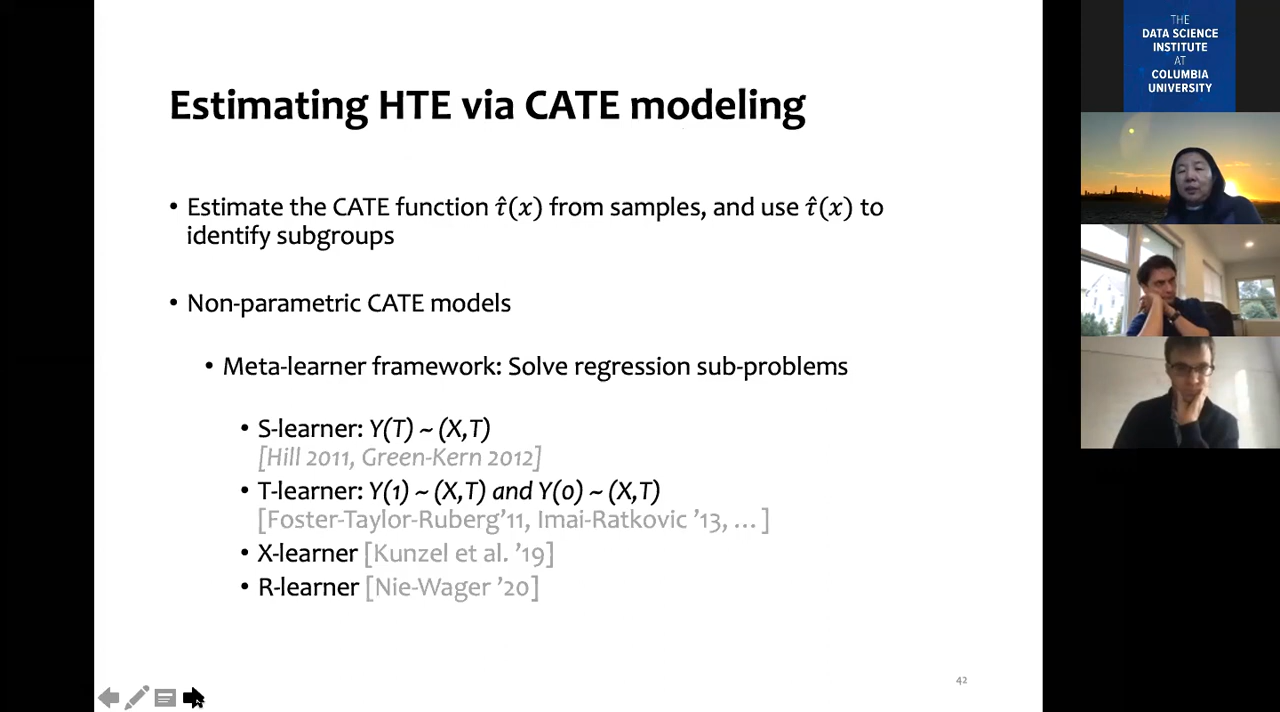 Estimating HTE via CATE modeling
• Estimate the CATE function τ̂(x) from samples, and use τ̂(x) to
identify subgroups
• Non-parametric CATE models
• Meta-learner framework: Solve regression sub-problems
• S-learner: Y(T) ~ (X,T)
[Hill 2011, Green-Kern 2012]
• T-learner: Y(1) ~ (X,T) and Y(0) ~ (X,T)
[Foster-Taylor-Ruberg’11, Imai-Ratkovic ’13, … ]
• X-learner [Kunzel et al. ’19]
• R-learner [Nie-Wager ’20]
42
THE
DATA SCIENCE
INSTITUTE
AT
COLUMBIA
UNIVERSITY